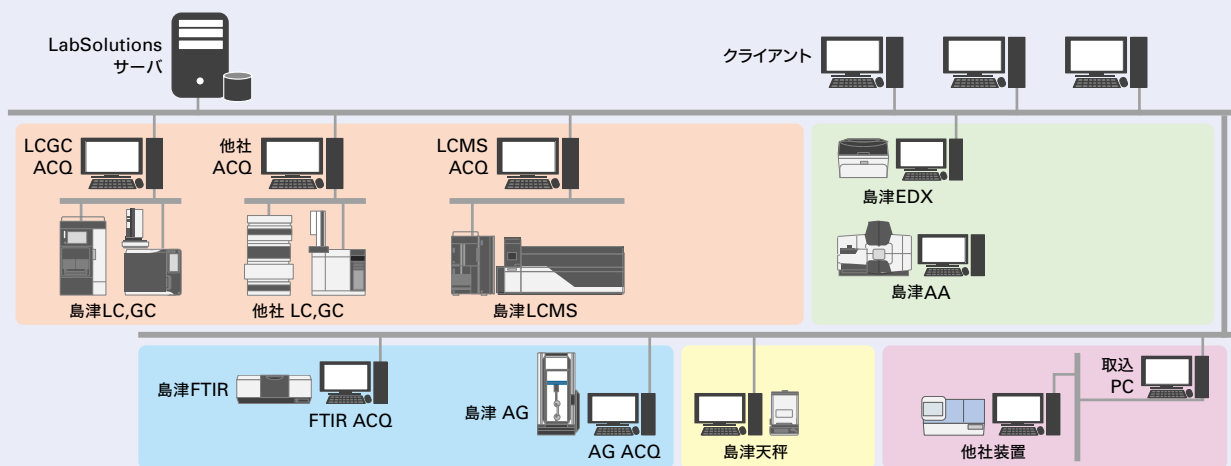 LabSolutions
サーバ
クライアント
LCGC
ACQ
他社
ACQ
LCMS
ACQ
島津LC,GC
他社 LC,GC
島津LCMS
島津EDX
島津AA
島津FTIR
FTIR ACQ
島津 AG
AG ACQ
島津天秤
取込
PC
他社装置